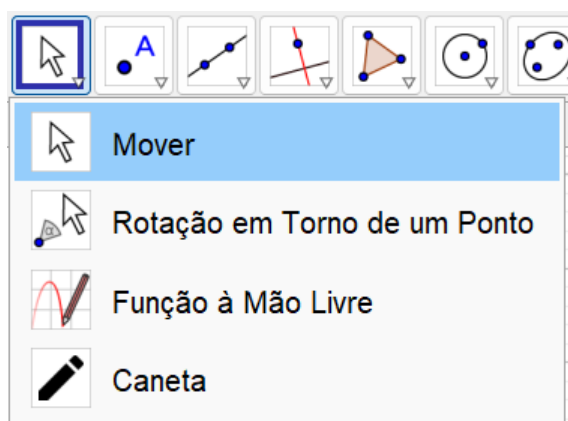 A
Mover
α
Rotação em Torno de um Ponto
Função à Mão Livre
Caneta